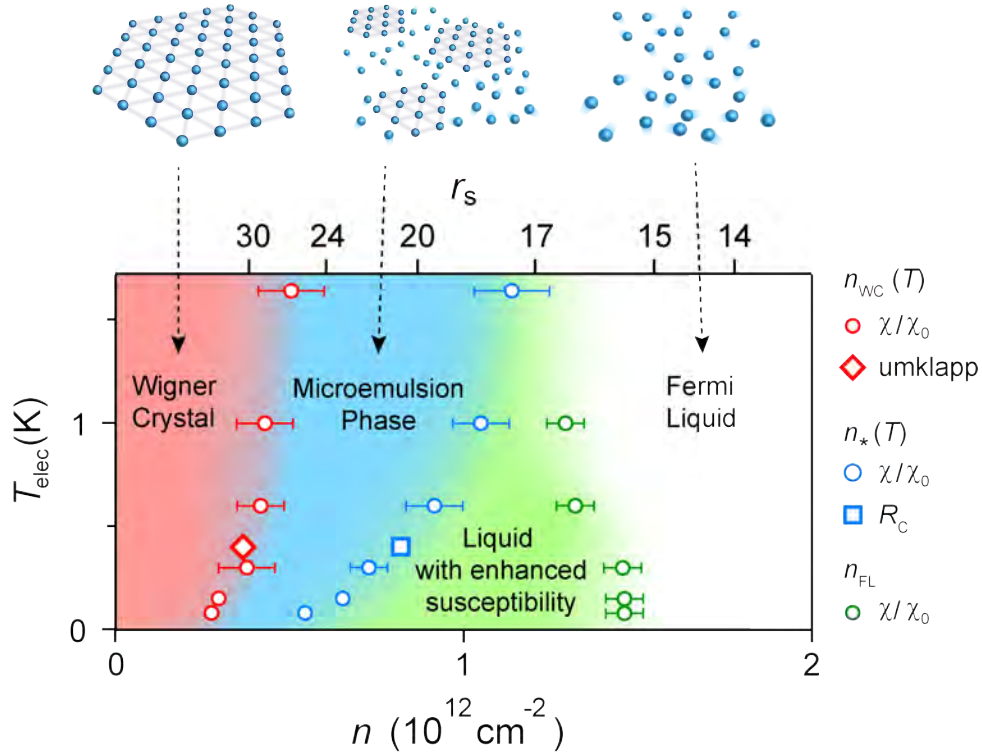 r_s
30 24 20 17 15 14
n_WC (T)
χ/χ_0
umklapp
n_*(T)
χ/χ_0
R_C
n_FL
χ/χ_0
Wigner
Crystal
Microemulsion
Phase
Fermi
Liquid
Liquid
with enhanced
susceptibility
T_elec (K)
1
0
0 1 2
n (10^12 cm^-2)